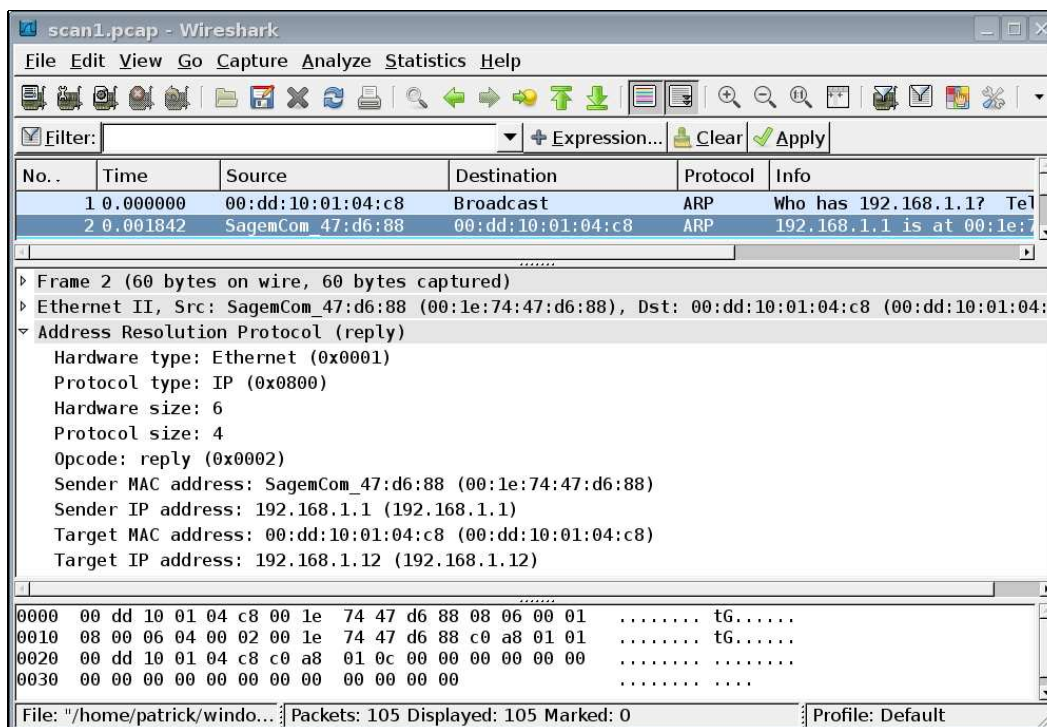 scan1.pcap - Wireshark
File Edit View Go Capture Analyze Statistics Help
Filter: Expression... Clear Apply
No.. Time Source Destination Protocol Info
1 0.000000 00:dd:10:01:04:c8 Broadcast ARP Who has 192.168.1.1? Tel
2 0.001842 SagemCom_47:d6:88 00:dd:10:01:04:c8 ARP 192.168.1.1 is at 00:1e:7
Frame 2 (60 bytes on wire, 60 bytes captured)
Ethernet II, Src: SagemCom_47:d6:88 (00:1e:74:47:d6:88), Dst: 00:dd:10:01:04:c8 (00:dd:10:01:04:
Address Resolution Protocol (reply)
Hardware type: Ethernet (0x0001)
Protocol type: IP (0x0800)
Hardware size: 6
Protocol size: 4
Opcode: reply (0x0002)
Sender MAC address: SagemCom_47:d6:88 (00:1e:74:47:d6:88)
Sender IP address: 192.168.1.1 (192.168.1.1)
Target MAC address: 00:dd:10:01:04:c8 (00:dd:10:01:04:c8)
Target IP address: 192.168.1.12 (192.168.1.12)
0000 00 dd 10 01 04 c8 00 1e 74 47 d6 88 08 06 00 01 ........ tG......
0010 08 00 06 04 00 02 00 1e 74 47 d6 88 c0 a8 01 01 ........ tG......
0020 00 dd 10 01 04 c8 c0 a8 01 0c 00 00 00 00 00 00 ........ ........
0030 00 00 00 00 00 00 00 00 00 00 00 00 ........ ....
File: "/home/patrick/windo... Packets: 105 Displayed: 105 Marked: 0 Profile: Default